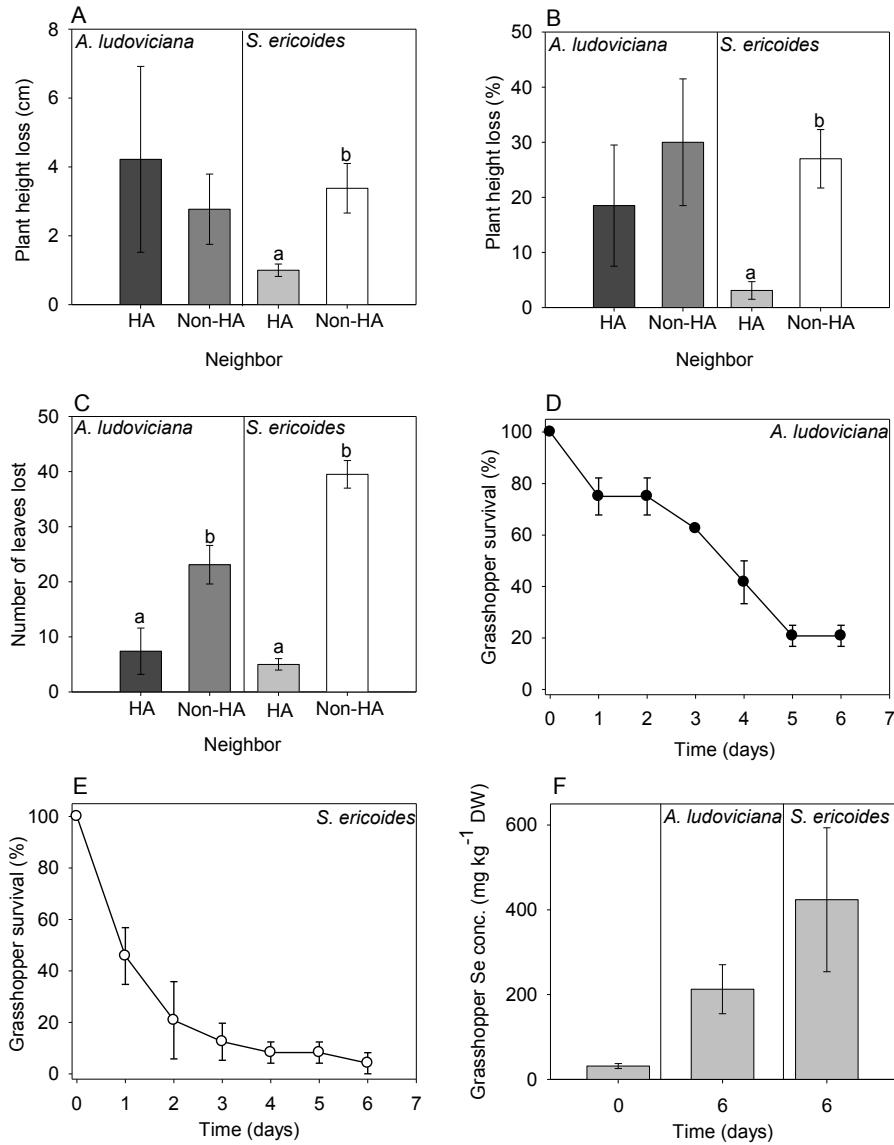 A
A. ludoviciana
S. ericoides
Plant height loss (cm)
8
6
4
2
0
b
a
HA
Non-HA
HA
Non-HA
Neighbor
B
A. ludoviciana
S. ericoides
Plant height loss (%)
50
40
30
20
10
0
b
a
HA
Non-HA
HA
Non-HA
Neighbor
C
A. ludoviciana
S. ericoides
Number of leaves lost
50
40
30
20
10
0
a
b
a
b
HA
Non-HA
HA
Non-HA
Neighbor
D
A. ludoviciana
Grasshopper survival (%)
100
80
60
40
20
0
0 1 2 3 4 5 6 7
Time (days)
E
S. ericoides
Grasshopper survival (%)
100
80
60
40
20
0
0 1 2 3 4 5 6 7
Time (days)
F
A. ludoviciana
S. ericoides
Grasshopper Se conc. (mg kg⁻¹ DW)
600
400
200
0
0 6 6
Time (days)